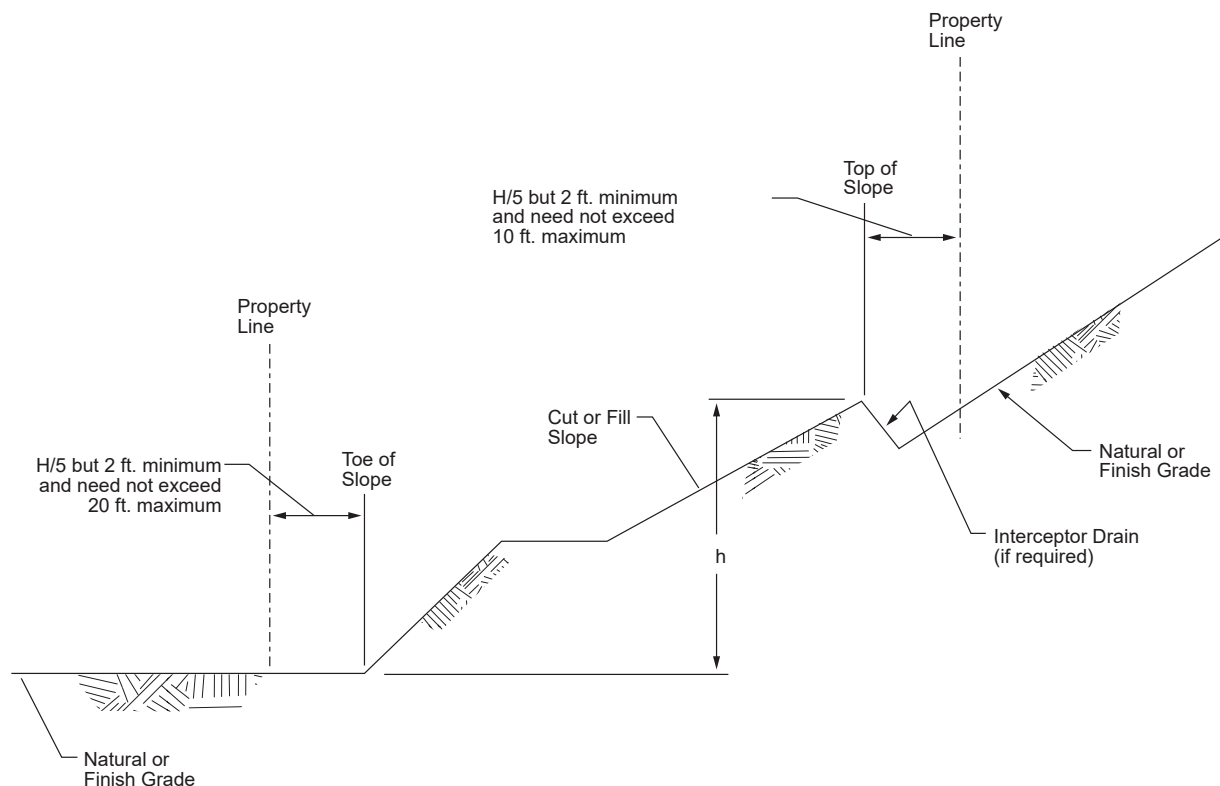 Property
Line
Top of
Slope
H/5 but 2 ft. minimum
and need not exceed
10 ft. maximum
Property
Line
Cut or Fill
Slope
Toe of
Slope
H/5 but 2 ft. minimum
and need not exceed
20 ft. maximum
Natural or
Finish Grade
Interceptor Drain
(if required)
h
Natural or
Finish Grade